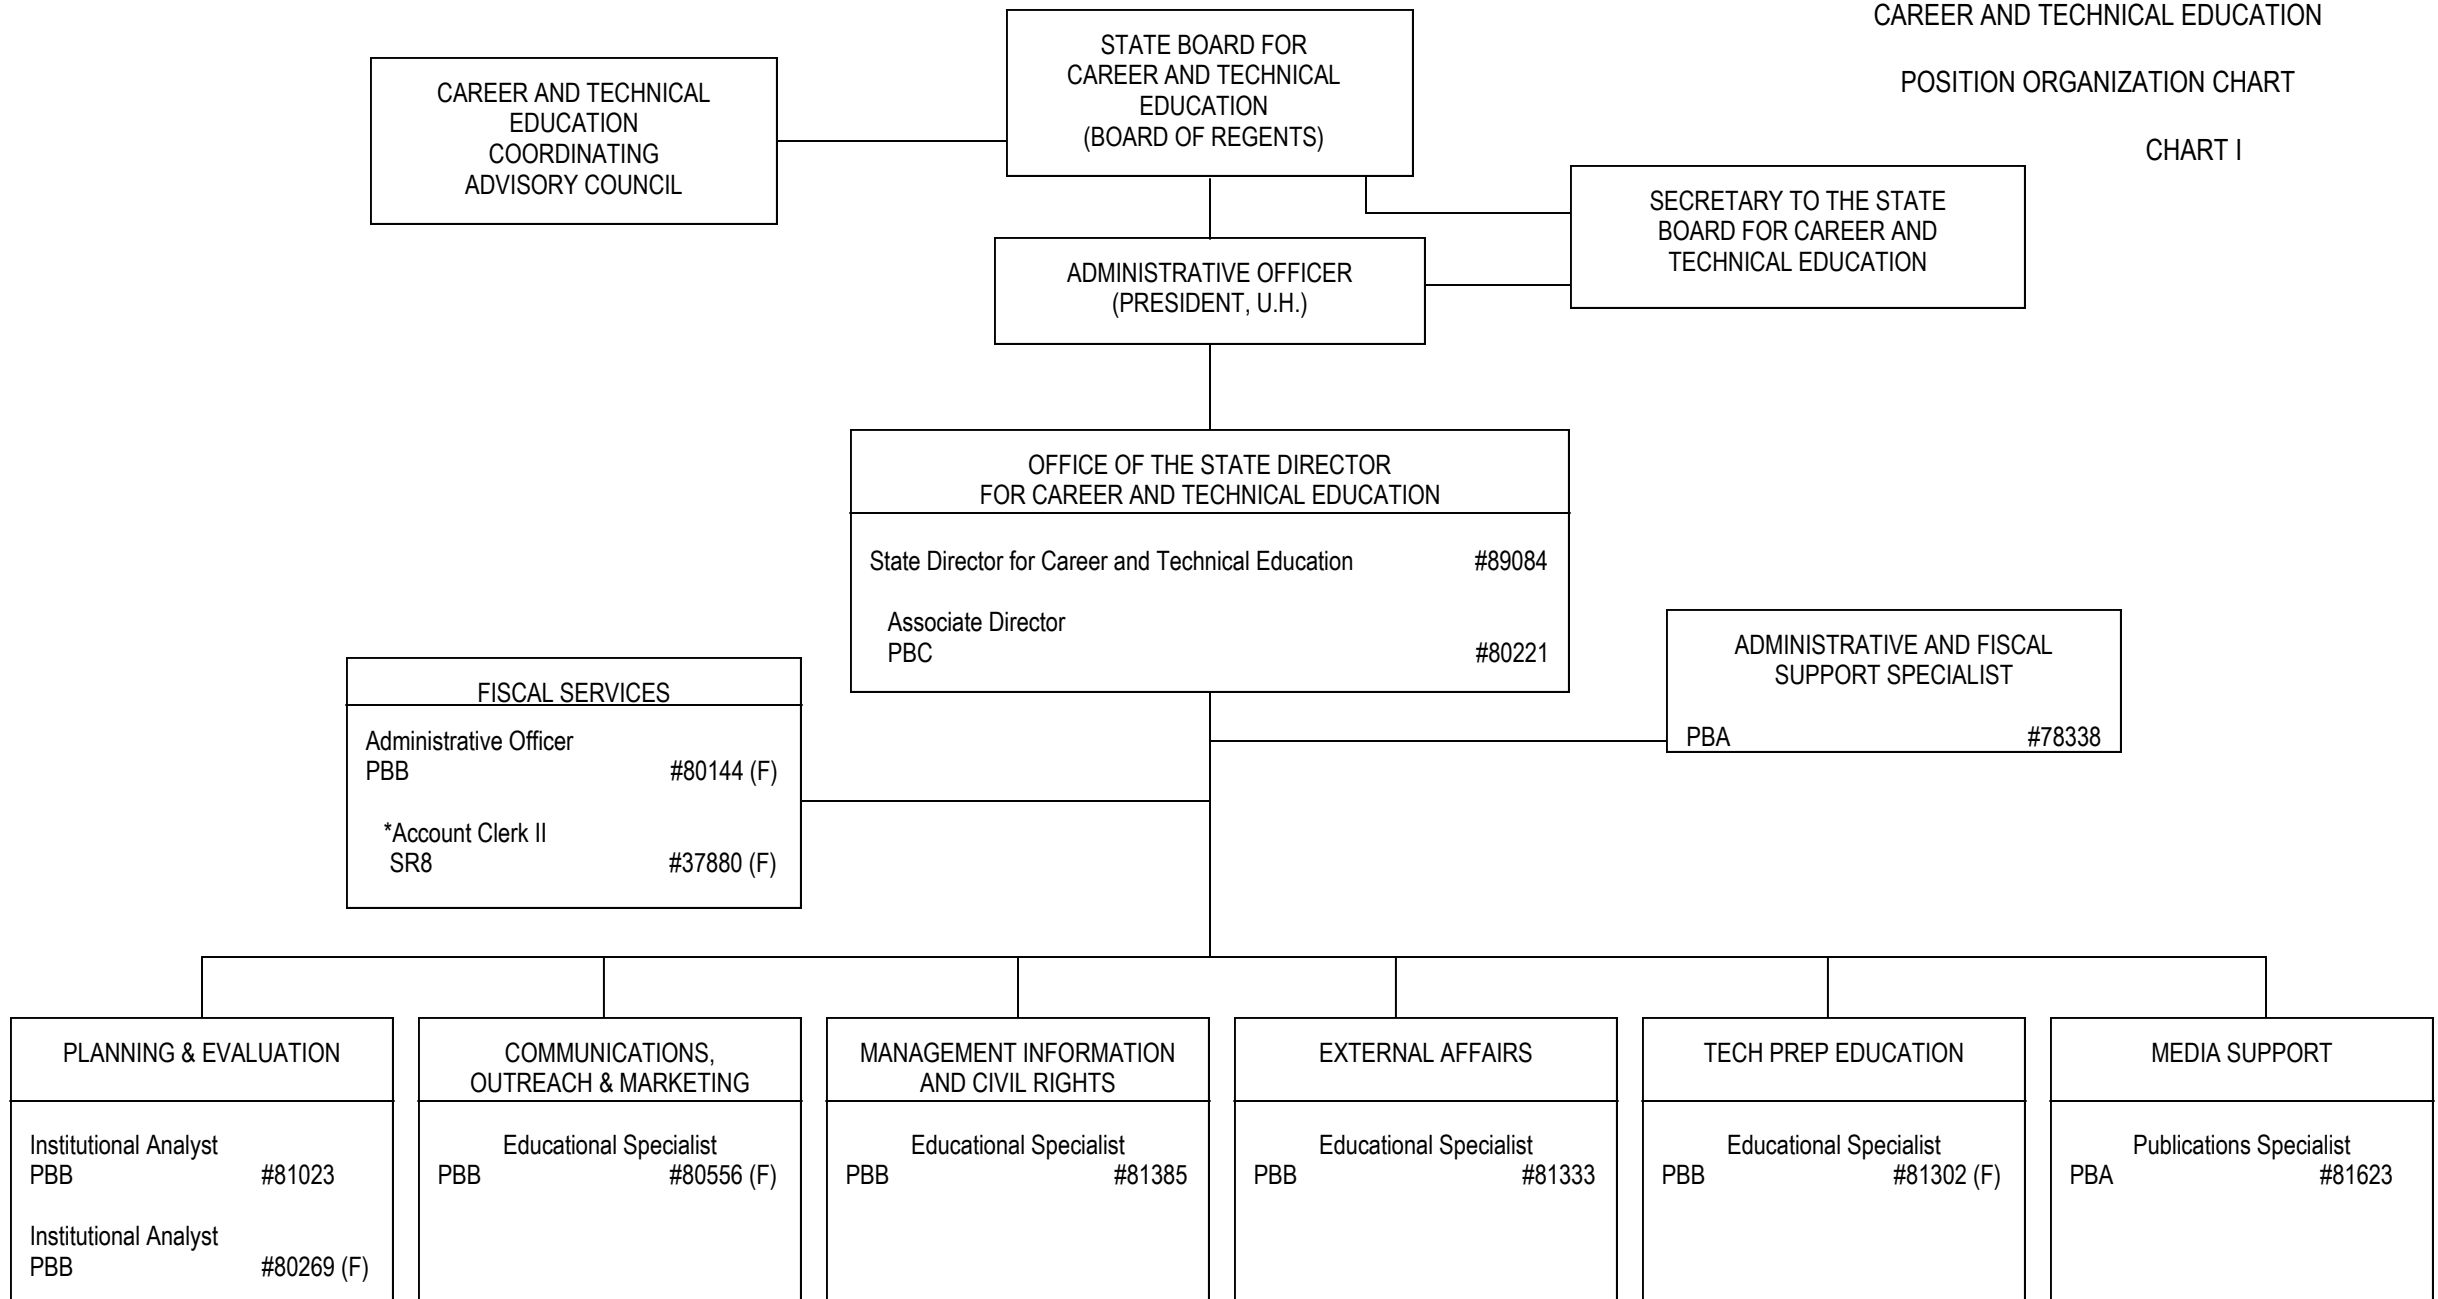 CAREER AND TECHNICAL EDUCATION
POSITION ORGANIZATION CHART
CHART I
STATE BOARD FOR
CAREER AND TECHNICAL
EDUCATION
(BOARD OF REGENTS)
CAREER AND TECHNICAL
EDUCATION
COORDINATING
ADVISORY COUNCIL
SECRETARY TO THE STATE
BOARD FOR CAREER AND
TECHNICAL EDUCATION
ADMINISTRATIVE OFFICER
(PRESIDENT, U.H.)
OFFICE OF THE STATE DIRECTOR
FOR CAREER AND TECHNICAL EDUCATION
State Director for Career and Technical Education #89084
Associate Director
PBC #80221
ADMINISTRATIVE AND FISCAL
SUPPORT SPECIALIST
PBA #78338
FISCAL SERVICES
Administrative Officer
PBB #80144 (F)
*Account Clerk II
SR8 #37880 (F)
PLANNING & EVALUATION
Institutional Analyst
PBB #81023
Institutional Analyst
PBB #80269 (F)
COMMUNICATIONS,
OUTREACH & MARKETING
Educational Specialist
PBB #80556 (F)
MANAGEMENT INFORMATION
AND CIVIL RIGHTS
Educational Specialist
PBB #81385
EXTERNAL AFFAIRS
Educational Specialist
PBB #81333
TECH PREP EDUCATION
Educational Specialist
PBB #81302 (F)
MEDIA SUPPORT
Publications Specialist
PBA #81623